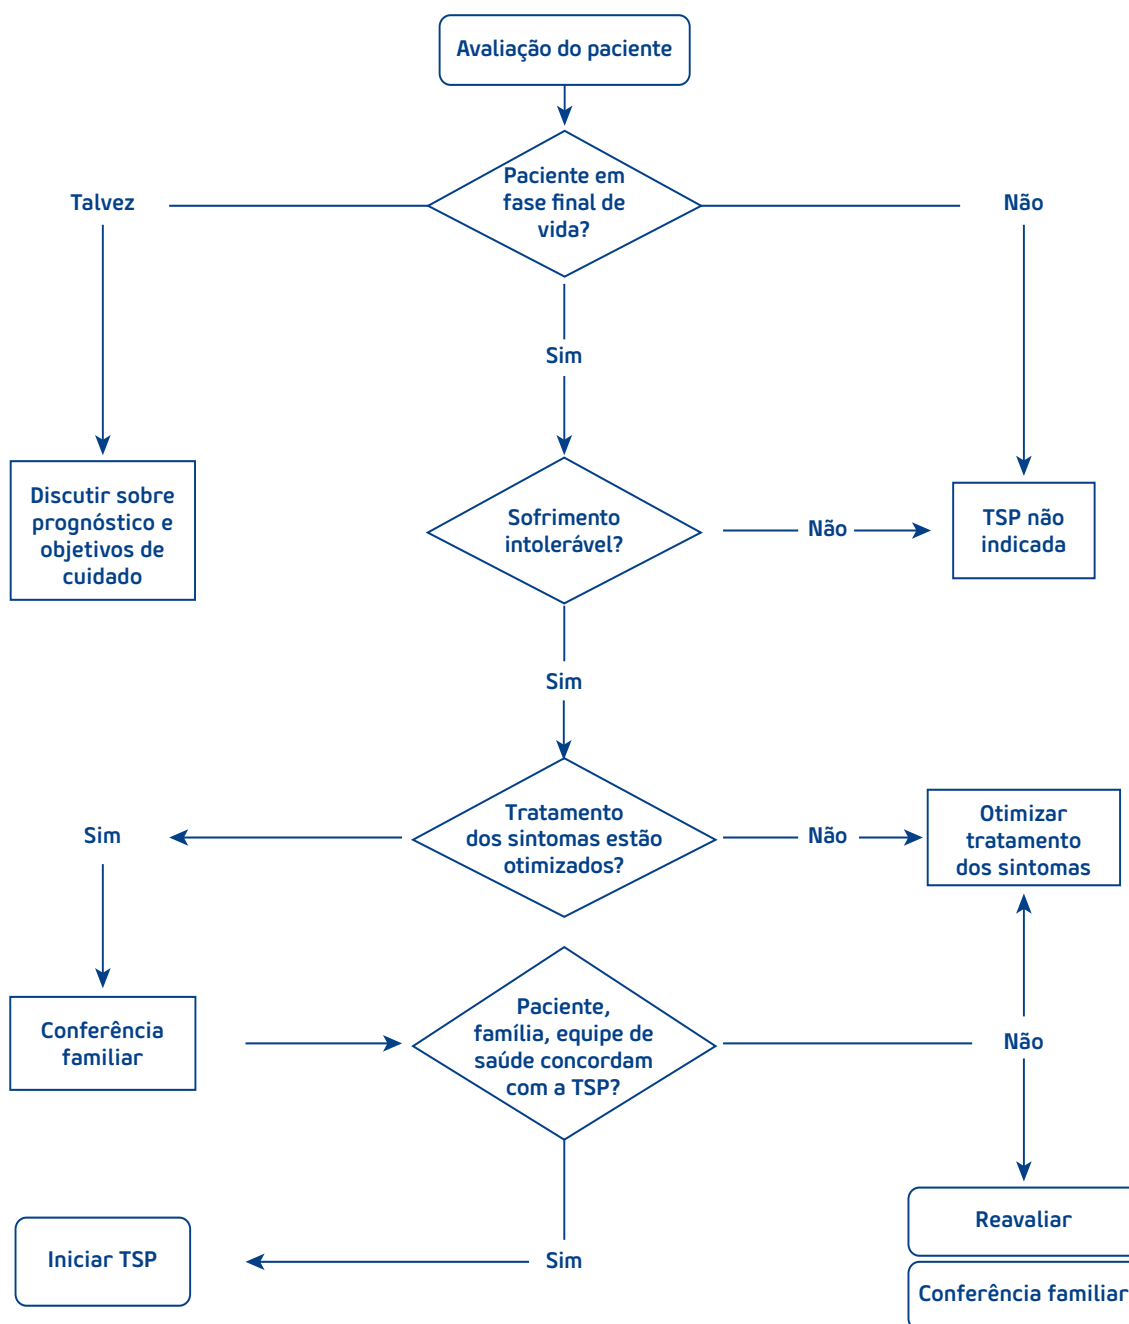 Avaliação do paciente
Paciente em
fase final de
vida?
Talvez
Não
Sim
Discutir sobre
prognóstico e
objetivos de
cuidado
Sofrimento
intolerável?
Não
TSP não
indicada
Sim
Tratamento
dos sintomas estão
otimizados?
Sim
Não
Otimizar
tratamento
dos sintomas
Conferência
familiar
Paciente,
família, equipe de
saúde concordam
com a TSP?
Não
Reavaliar
Conferência familiar
Sim
Iniciar TSP